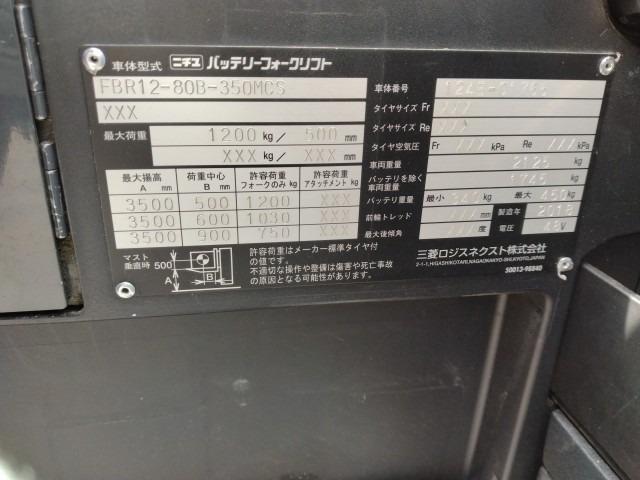 車体型式 ニチユ バッテリーフォークリフト
FBR12-80B-350MCS
XXX
最大荷重 1200 kg／ 500 mm
XXX kg／ XXX mm
最大揚高 A mm 荷重中心 B mm 許容荷重 フォークのみ kg 許容荷重 アタッチメント kg
3500 500 1200 XXX
3500 600 1030 XXX
3500 900 750 XXX
マスト垂直時 500 A B
許容荷重はメーカー標準タイヤ付
の値です。
不適切な操作や整備は傷害や死亡事故
の原因となる可能性があります。
車体番号
タイヤサイズ Fr ///
タイヤサイズ Re ///
タイヤ空気圧 Fr /// kPa Re /// kPa
車両重量 2125 kg
バッテリを除く車両重量 1745 kg
バッテリ重量 最小 kg 最大 kg
前輪トレッド /// mm 製造年
最大後傾角 /// 度 電圧 48 V
三菱ロジスネクスト株式会社
2-1-1,HIGASHIKOTARI,NAGAOKAKYO-SHI,KYOTO,JAPAN
50013-98840